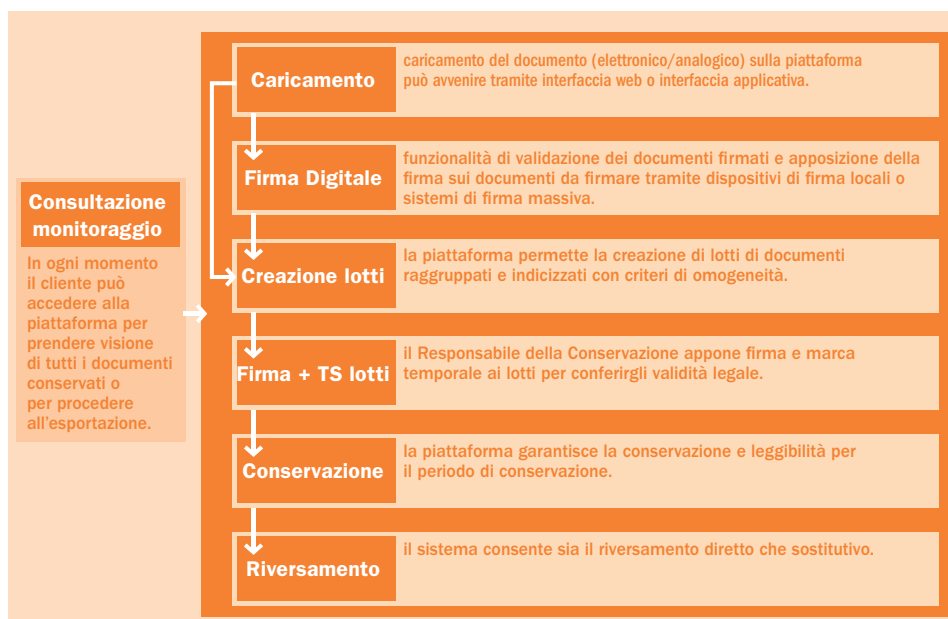 Consultazione
monitoraggio
In ogni momento
il cliente può
accedere alla
piattaforma per
prendere visione
di tutti i documenti
conservati o
per procedere
all'esportazione.
Caricamento
caricamento del documento (elettronico/analogico) sulla piattaforma
può avvenire tramite interfaccia web o interfaccia applicativa.
Firma Digitale
funzionalità di validazione dei documenti firmati e apposizione della
firma sui documenti da firmare tramite dispositivi di firma locali o
sistemi di firma massiva.
Creazione lotti
la piattaforma permette la creazione di lotti di documenti
raggruppati e indicizzati con criteri di omogeneità.
Firma + TS lotti
il Responsabile della Conservazione appone firma e marca
temporale ai lotti per conferirgli validità legale.
Conservazione
la piattaforma garantisce la conservazione e leggibilità per
il periodo di conservazione.
Riversamento
il sistema consente sia il riversamento diretto che sostitutivo.